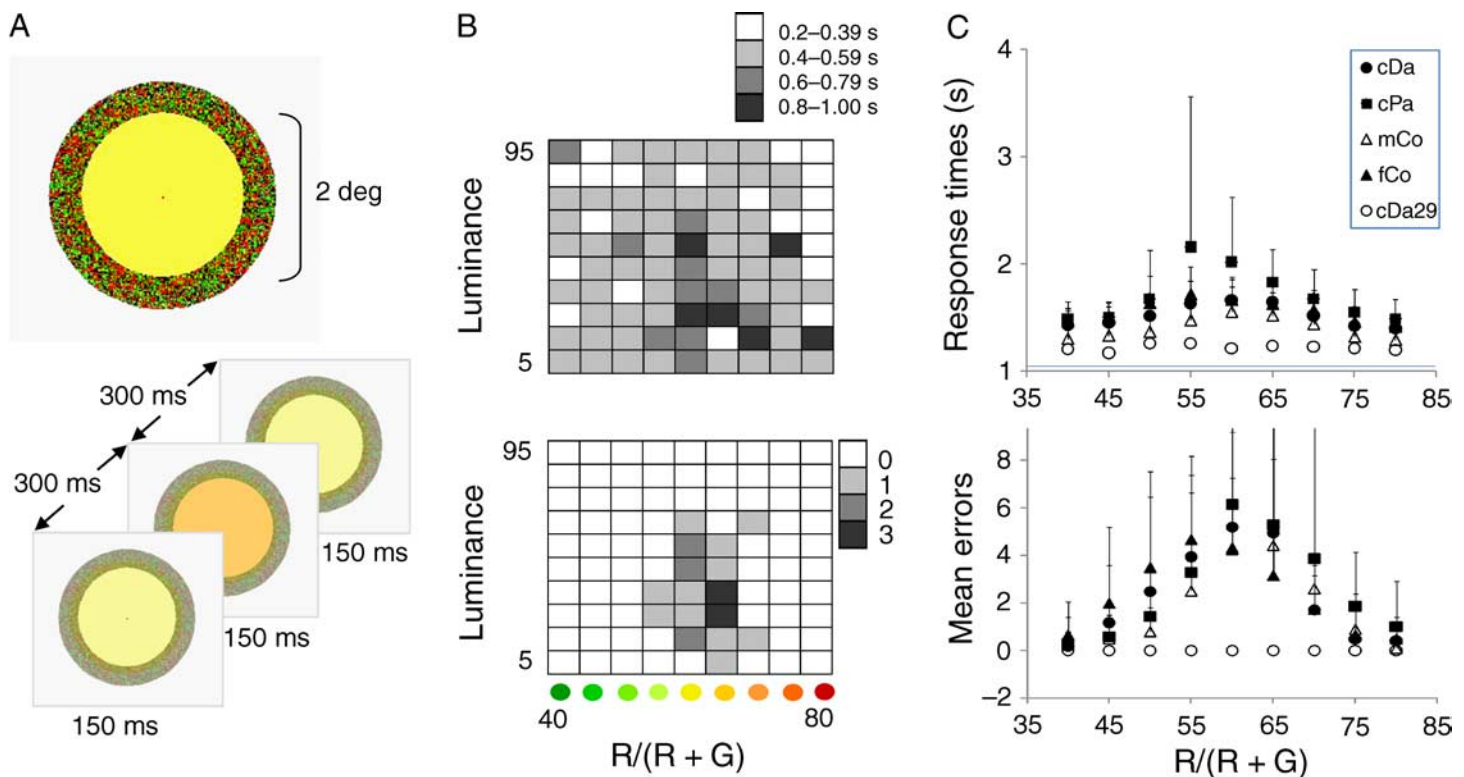 A
2 deg
300 ms
300 ms
150 ms
150 ms
150 ms
B
0.2–0.39 s
0.4–0.59 s
0.6–0.79 s
0.8–1.00 s
95
Luminance
5
95
Luminance
5
0
1
2
3
40
80
R/(R + G)
C
4
3
2
1
Response times (s)
35 45 55 65 75 85
cDa
cPa
mCo
fCo
cDa29
8
6
4
2
0
−2
Mean errors
35 45 55 65 75 85
R/(R + G)